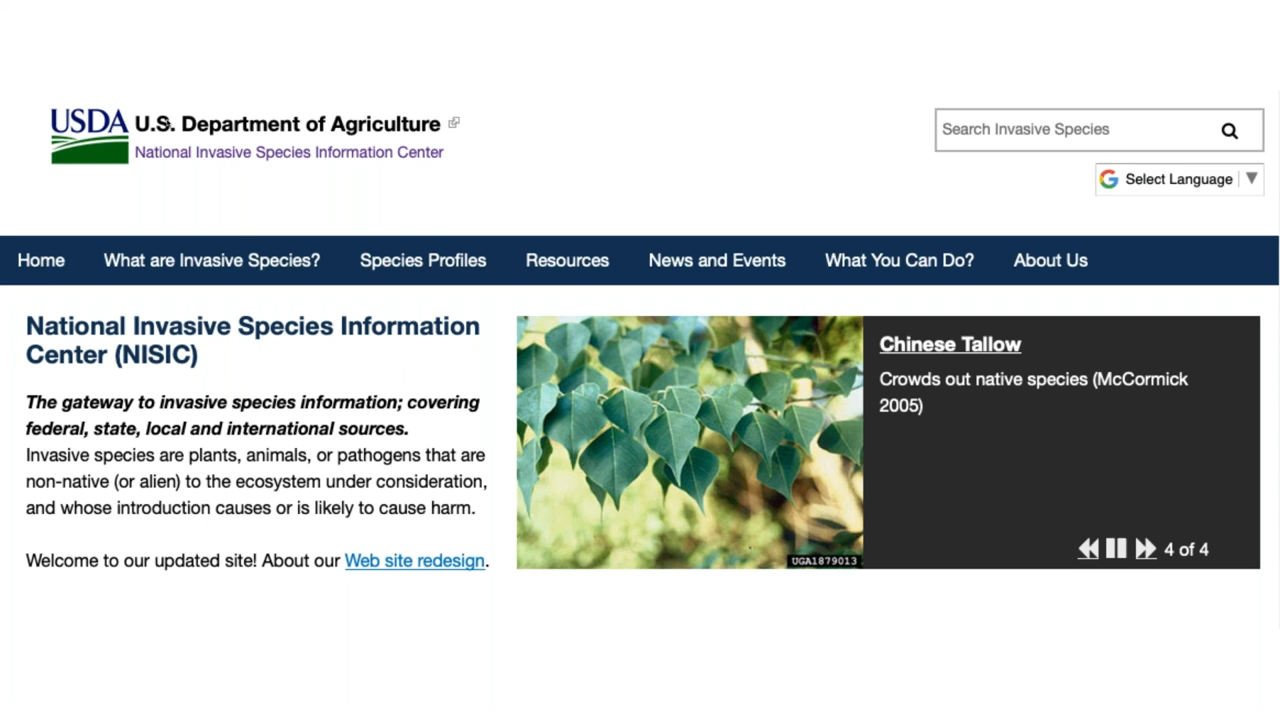 USDA
U.S. Department of Agriculture
National Invasive Species Information Center
Search Invasive Species
Select Language
Home What are Invasive Species? Species Profiles Resources News and Events What You Can Do? About Us
National Invasive Species Information
Center (NISIC)
The gateway to invasive species information; covering
federal, state, local and international sources.
Invasive species are plants, animals, or pathogens that are
non-native (or alien) to the ecosystem under consideration,
and whose introduction causes or is likely to cause harm.
Welcome to our updated site! About our Web site redesign.
UGA1879013
Chinese Tallow
Crowds out native species (McCormick
2005)
4 of 4